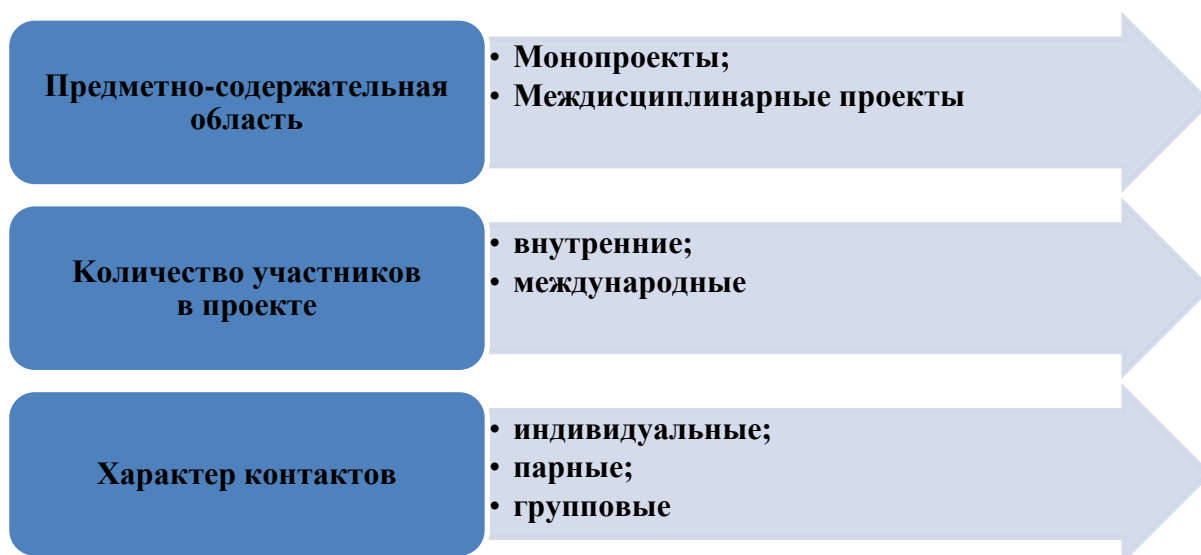 Предметно-содержательная
область
• Монопроекты;
• Междисциплинарные проекты
Количество участников
в проекте
• внутренние;
• международные
Характер контактов
• индивидуальные;
• парные;
• групповые